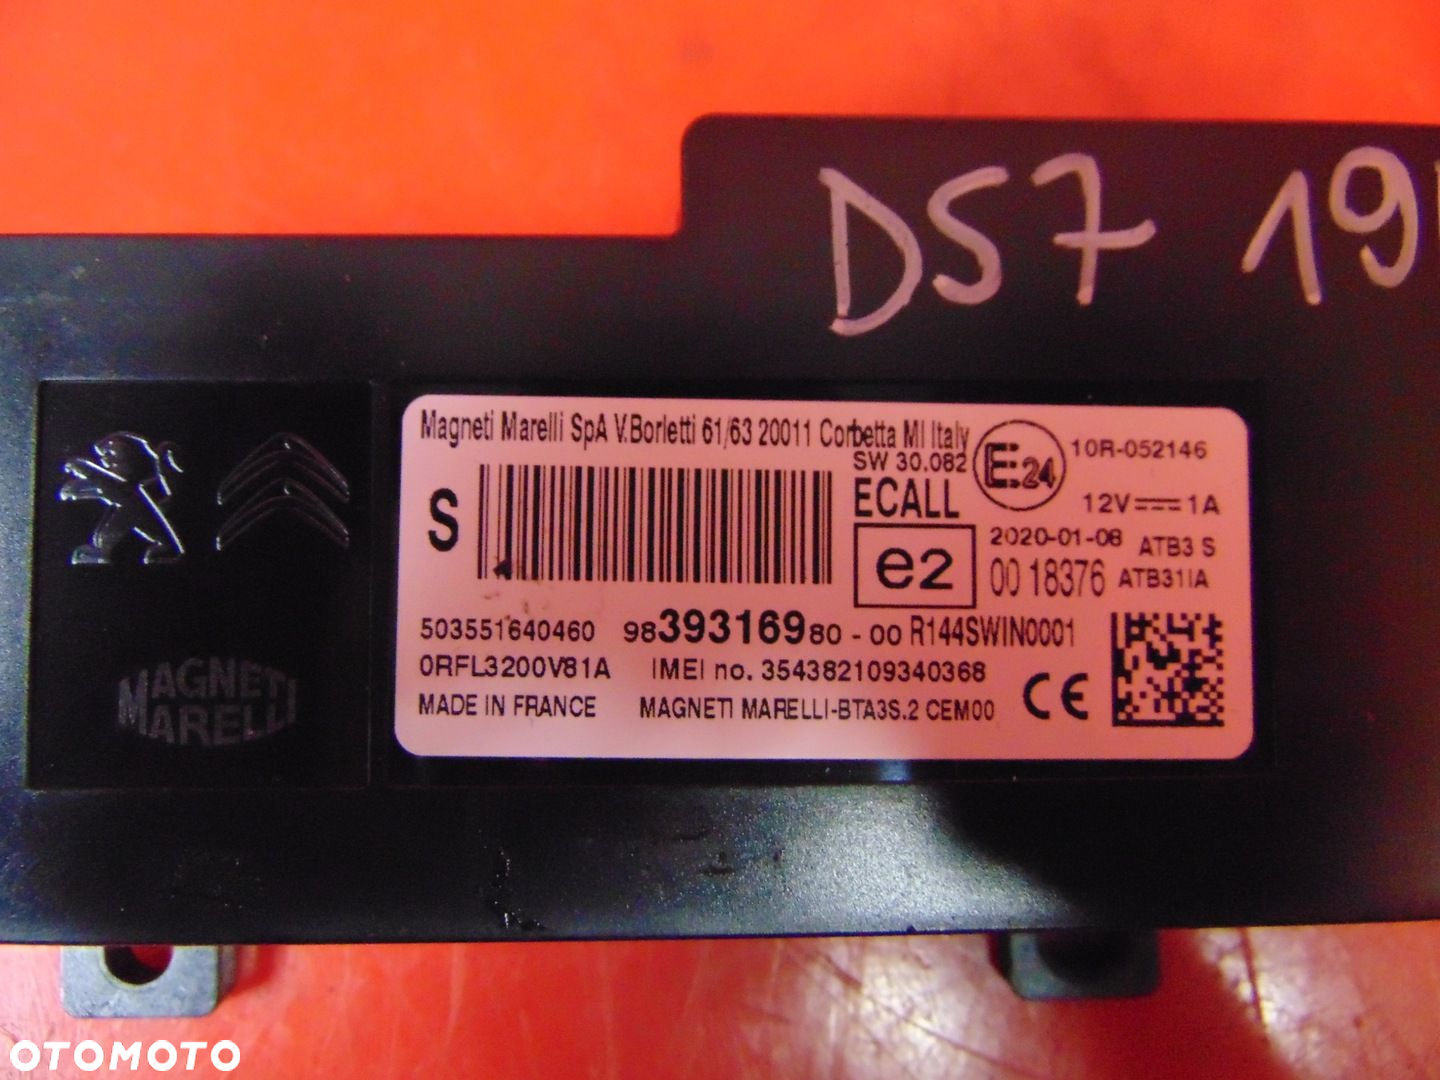 DS7 19
Magneti Marelli SpA V.Borletti 61/63 20011 Corbetta MI Italy
SW 30.082
E24
10R-052146
S
ECALL
12V 1A
e2
2020-01-08 ATB3 S
00 18376 ATB31IA
503551640460 9839316980-00 R144SWIN0001
0RFL3200V81A IMEI no. 354382109340368
MADE IN FRANCE MAGNETI MARELLI-BTA3S.2 CEM00
CE
MAGNETI
MARELLI
OTOMOTO